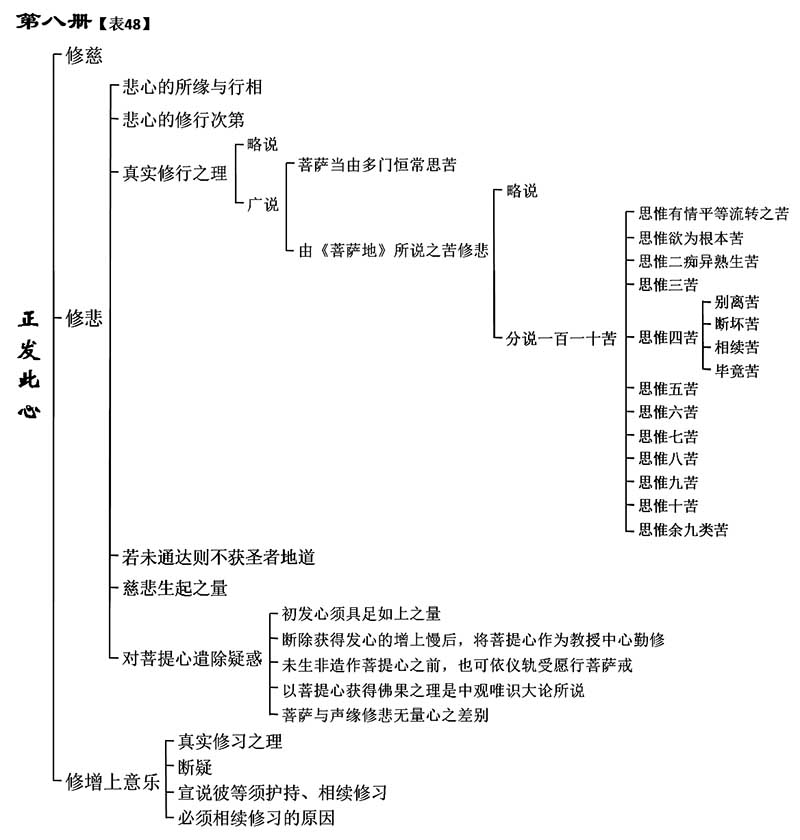 第八册【表48】
正发此心
修慈
修悲
悲心的所缘与行相
悲心的修行次第
真实修行之理
略说
广说
菩萨当由多门恒常思苦
由《菩萨地》所说之苦修悲
略说
分说一百一十苦
思惟有情平等流转之苦
思惟欲为根本苦
思惟二痴异熟生苦
思惟三苦
思惟四苦
别离苦
断坏苦
相续苦
毕竟苦
思惟五苦
思惟六苦
思惟七苦
思惟八苦
思惟九苦
思惟十苦
思惟余九类苦
若未通达则不获圣者地道
慈悲生起之量
对菩提心遣除疑惑
初发心须具足如上之量
断除获得发心的增上慢后，将菩提心作为教授中心勤修
未生非造作菩提心之前，也可依仪轨受愿行菩萨戒
以菩提心获得佛果之理是中观唯识大论所说
菩萨与声缘修悲无量心之差别
修增上意乐
真实修习之理
断疑
宣说彼等须护持、相续修习
必须相续修习的原因